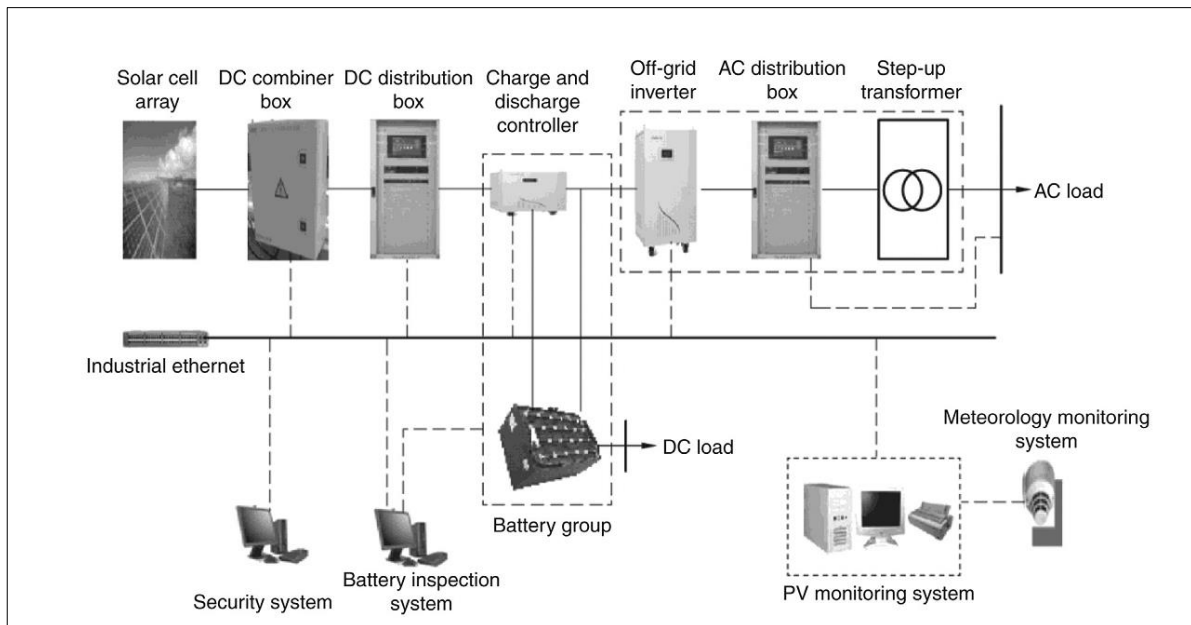 Solar cell
array
DC combiner
box
DC distribution
box
Charge and
discharge
controller
Off-grid
inverter
AC distribution
box
Step-up
transformer
AC load
Industrial ethernet
DC load
Battery group
Meteorology monitoring
system
Security system
Battery inspection
system
PV monitoring system